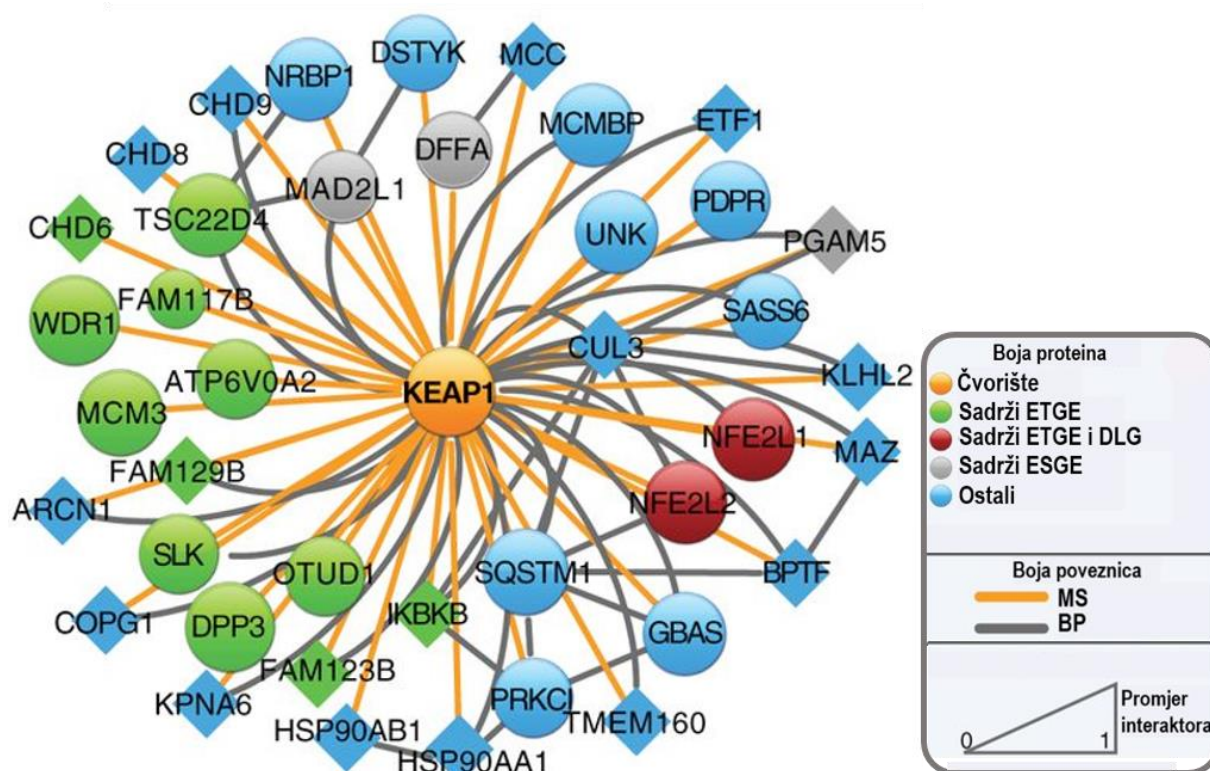 DSTYK
MCC
NRBP1
CHD9
MCMBP
ETF1
DFFA
CHD8
MAD2L1
PDPR
TSC22D4
CHD6
UNK
PGAM5
FAM117B
SASS6
WDR1
CUL3
KLHL2
ATP6V0A2
KEAP1
MCM3
NFE2L1
MAZ
FAM129B
NFE2L2
ARCN1
SLK
OTUD1
SQSTM1
BPTF
IKBKB
COPG1
DPP3
GBAS
FAM123B
KPNA6
PRKCI
HSP90AB1
TMEM160
HSP90AA1
Boja proteina
Čvorište
Sadrži ETGE
Sadrži ETGE i DLG
Sadrži ESGE
Ostali
Boja poveznica
MS
BP
Promjer
interaktora
0
1